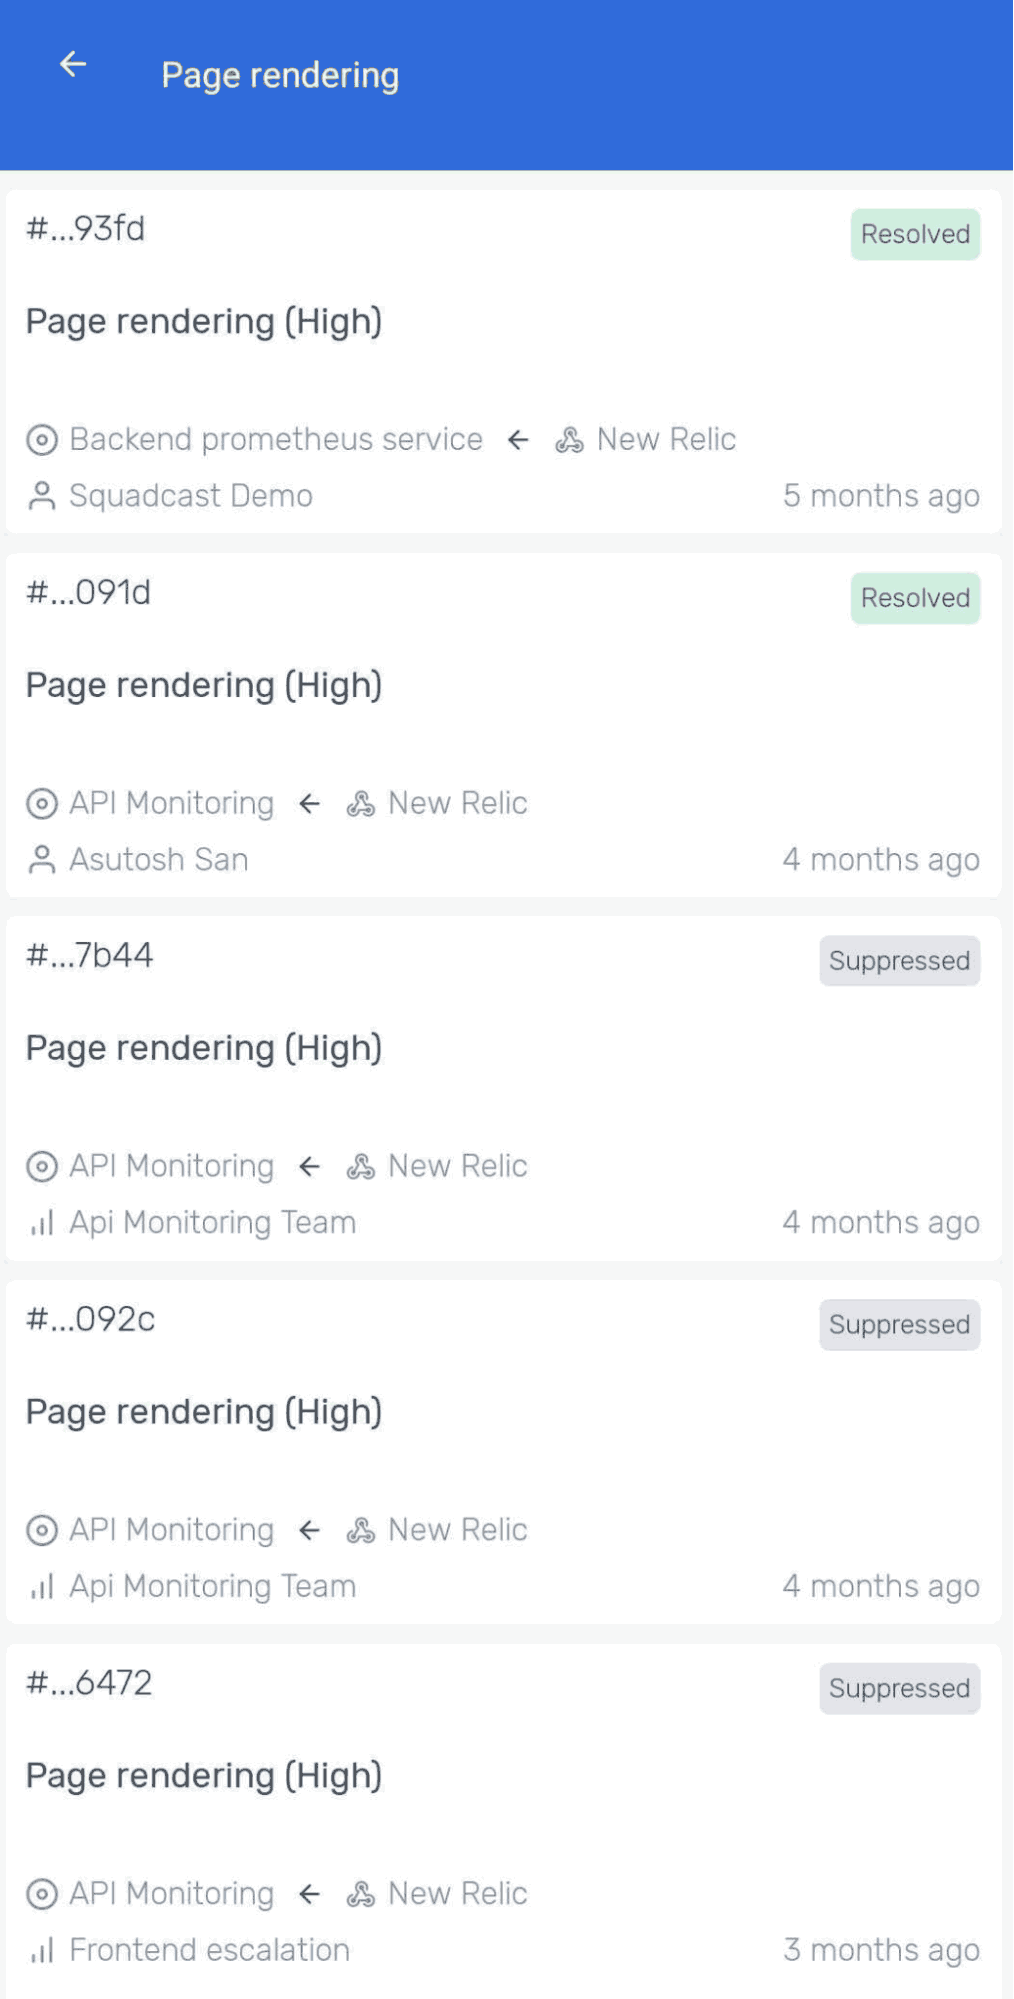 Page rendering
#...93fd
Resolved
Page rendering (High)
Backend prometheus service ← New Relic
Squadcast Demo 5 months ago
#...091d
Resolved
Page rendering (High)
API Monitoring ← New Relic
Asutosh San 4 months ago
#...7b44
Suppressed
Page rendering (High)
API Monitoring ← New Relic
Api Monitoring Team 4 months ago
#...092c
Suppressed
Page rendering (High)
API Monitoring ← New Relic
Api Monitoring Team 4 months ago
#...6472
Suppressed
Page rendering (High)
API Monitoring ← New Relic
Frontend escalation 3 months ago